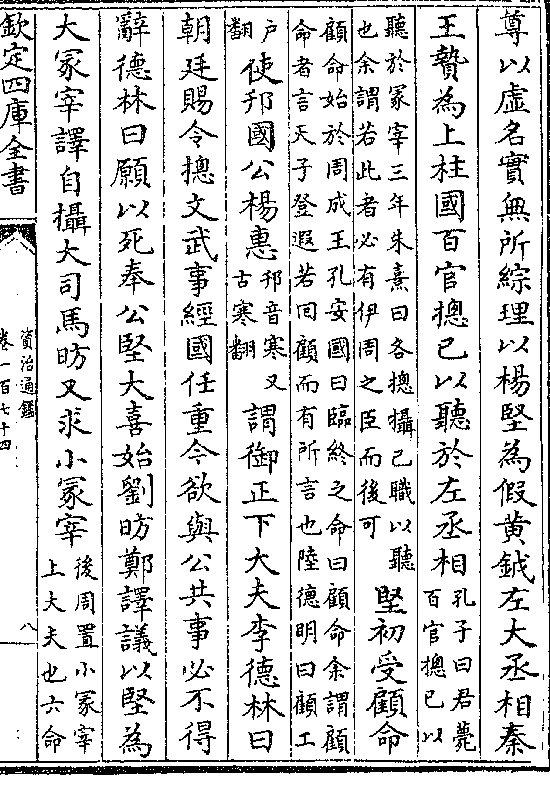 尊以虛名實無所綜理以楊堅為假黄鉞左大丞相秦
王贄為上柱國百官摠己以聽於左丞相孔子曰君薨百官摠己以
聽於冢宰三年朱熹曰各摠攝己職以聽也余謂若此者必有伊周之臣而後可堅初受顧命
顧命始於周成王孔安國曰臨終之命曰顧命余謂顧命者言天子登遐若回顧而有所言也陸德明曰顧工
户翻使邗國公楊惠邗音寒又古寒翻謂御正下大夫李德林曰
朝廷賜令摠文武事經國任重今欲與公共事必不得
辭德林曰願以死奉公堅大喜始劉昉鄭譯議以堅為
大冢宰譯自攝大司馬昉又求小冢宰後周置小冢宰上大夫也六命
欽定四庫全書
資治通鑑
卷一百七十四
八